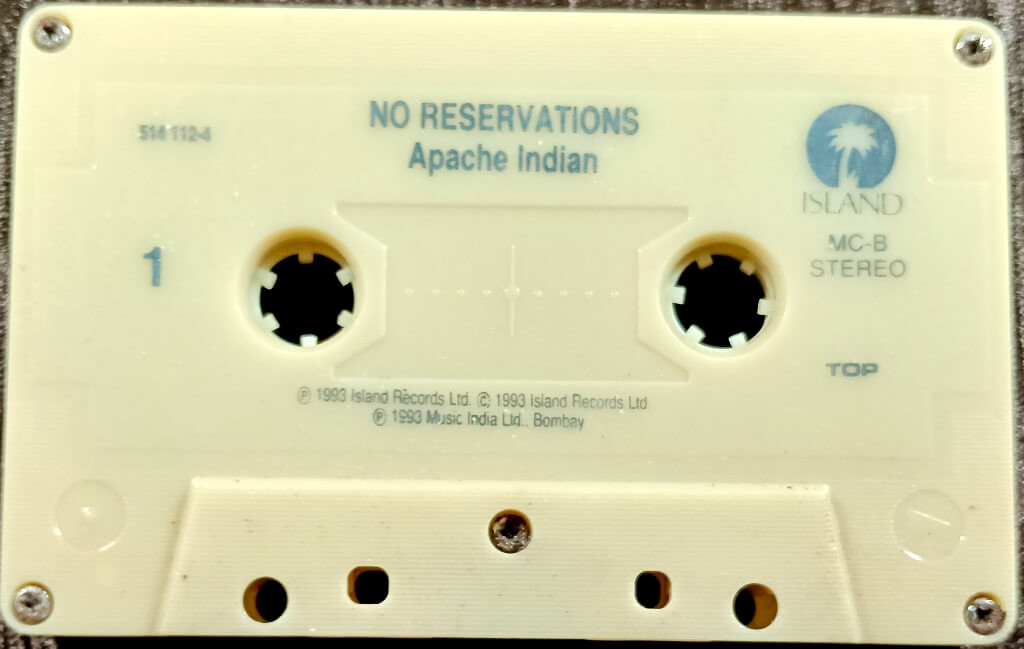 NO RESERVATIONS
Apache Indian
514 112-4
ISLAND
1
MC-B
STEREO
TOP
℗ 1993 Island Records Ltd. © 1993 Island Records Ltd
℗ 1993 Music India Ltd., Bombay